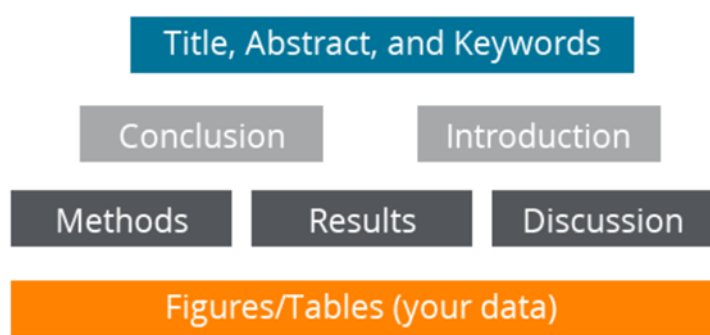 Title, Abstract, and Keywords
Conclusion
Introduction
Methods
Results
Discussion
Figures/Tables (your data)